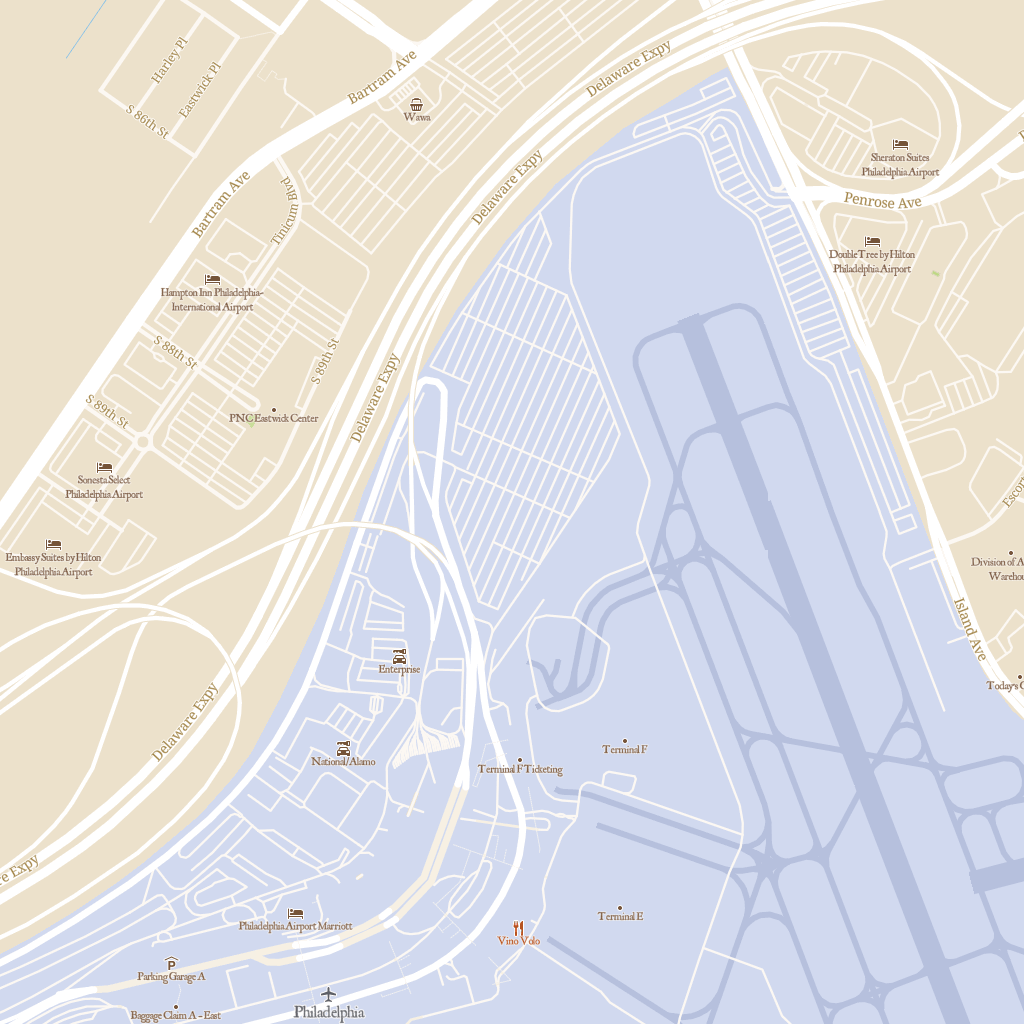 Harley Pl
Eastwick Pl
S 86th St
Bartram Ave
Wawa
Delaware Expy
Delaware Expy
Sheraton Suites
Philadelphia Airport
Penrose Ave
Bartram Ave
Tinicum Blvd
DoubleTree by Hilton
Philadelphia Airport
Hampton Inn Philadelphia-
International Airport
S 88th St
S 89th St
Delaware Expy
S 89th St
PNC Eastwick Center
Sonesta Select
Philadelphia Airport
Embassy Suites by Hilton
Philadelphia Airport
Escort
Division of A
Wareho
Island Ave
Enterprise
Today's
Delaware Expy
National/Alamo
Terminal F
Terminal F Ticketing
re Expy
Terminal E
Philadelphia Airport Marriott
Vino Volo
P
Parking Garage A
Baggage Claim A - East
Philadelphia